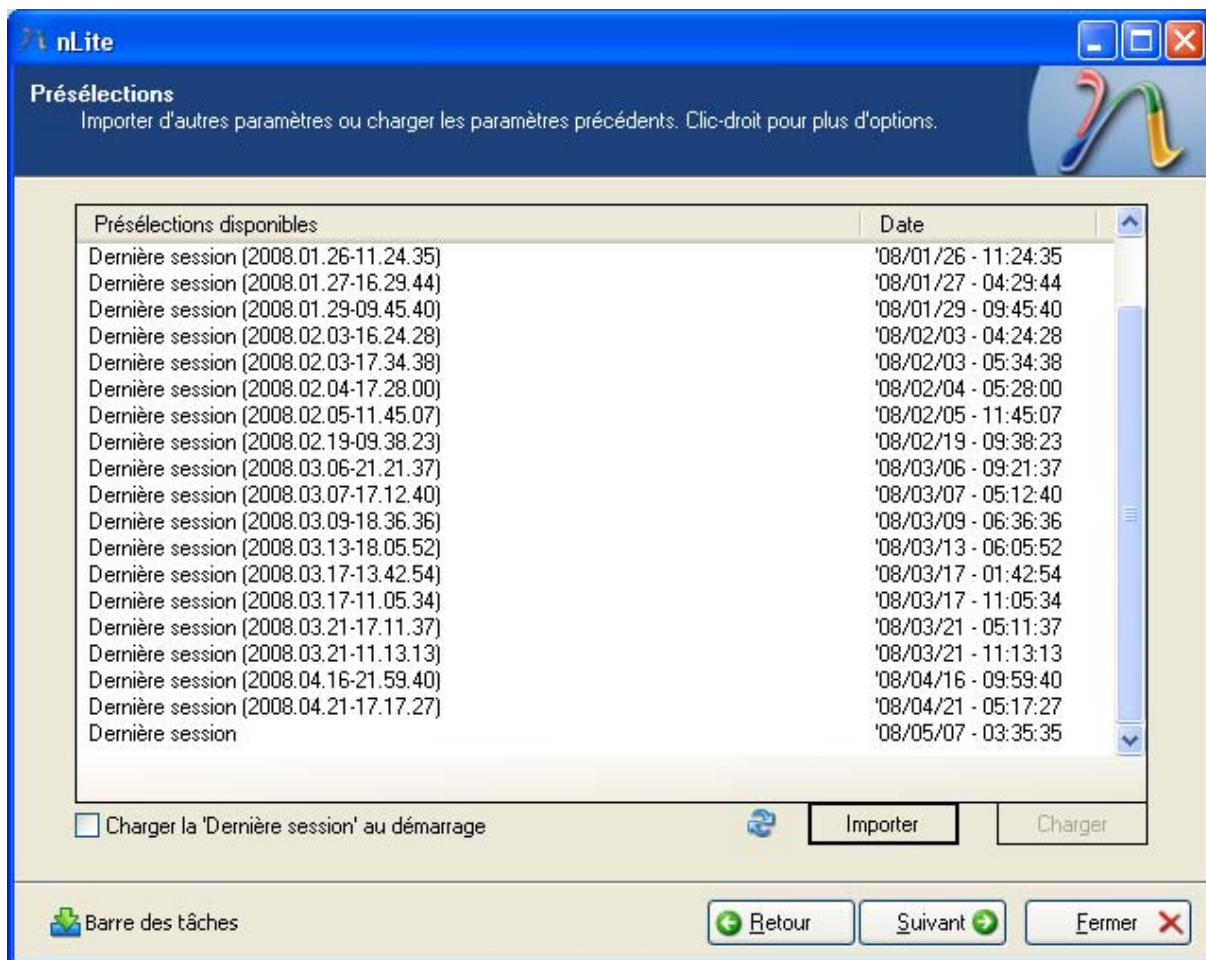 nLite
Présélections
Importer d'autres paramètres ou charger les paramètres précédents. Clic-droit pour plus d'options.
Présélections disponibles Date
Dernière session (2008.01.26-11.24.35) '08/01/26 - 11:24:35
Dernière session (2008.01.27-16.29.44) '08/01/27 - 04:29:44
Dernière session (2008.01.29-09.45.40) '08/01/29 - 09:45:40
Dernière session (2008.02.03-16.24.28) '08/02/03 - 04:24:28
Dernière session (2008.02.03-17.34.38) '08/02/03 - 05:34:38
Dernière session (2008.02.04-17.28.00) '08/02/04 - 05:28:00
Dernière session (2008.02.05-11.45.07) '08/02/05 - 11:45:07
Dernière session (2008.02.19-09.38.23) '08/02/19 - 09:38:23
Dernière session (2008.03.06-21.21.37) '08/03/06 - 09:21:37
Dernière session (2008.03.07-17.12.40) '08/03/07 - 05:12:40
Dernière session (2008.03.09-18.36.36) '08/03/09 - 06:36:36
Dernière session (2008.03.13-18.05.52) '08/03/13 - 06:05:52
Dernière session (2008.03.17-13.42.54) '08/03/17 - 01:42:54
Dernière session (2008.03.17-11.05.34) '08/03/17 - 11:05:34
Dernière session (2008.03.21-17.11.37) '08/03/21 - 05:11:37
Dernière session (2008.03.21-11.13.13) '08/03/21 - 11:13:13
Dernière session (2008.04.16-21.59.40) '08/04/16 - 09:59:40
Dernière session (2008.04.21-17.17.27) '08/04/21 - 05:17:27
Dernière session '08/05/07 - 03:35:35
Charger la 'Dernière session' au démarrage Importer Charger
Barre des tâches Retour Suivant Fermer